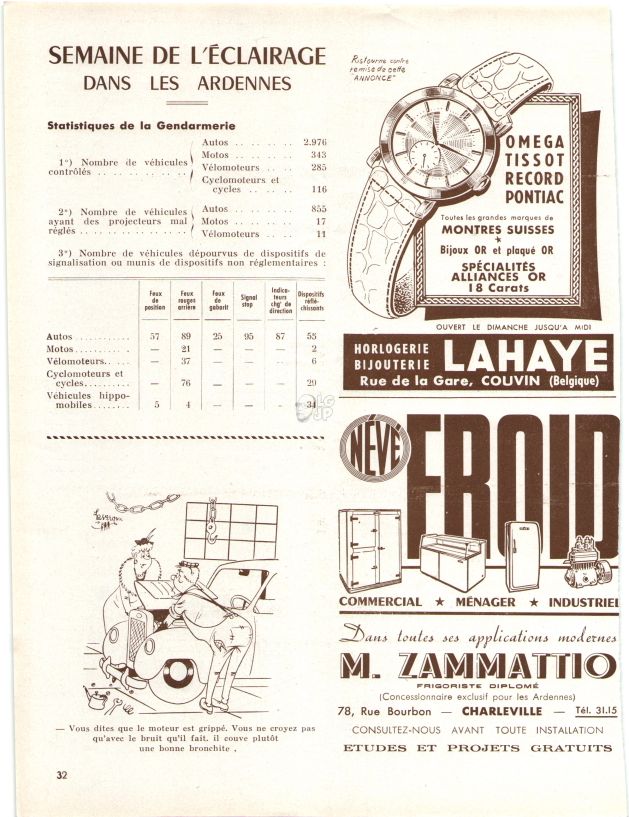 SEMAINE DE L'ÉCLAIRAGE
DANS LES ARDENNES
Statistiques de la Gendarmerie
1°) Nombre de véhicules contrôlés . . . . . . . . . . . .
Autos . . . . . . . . 2.976
Motos . . . . . . . . 343
Vélomoteurs . . . . 285
Cyclomoteurs et
cycles . . . . . . 116
2°) Nombre de véhicules
ayant des projecteurs mal
réglés . . . . . . . . . . . . . . . .
Autos . . . . . . . . 855
Motos . . . . . . . . 17
Vélomoteurs . . . . 11
3°) Nombre de véhicules dépourvus de dispositifs de
signalisation ou munis de dispositifs non réglementaires :
Feux de position | Feux rouges arrière | Feux de gabarit | Signal stop | Indica-teurs chgt de direction | Dispositifs réflé-chissants
Autos . . . . . . . . . . . 57 89 25 95 87 55
Motos . . . . . . . . . . . — 21 — — — 2
Vélomoteurs . . . . . — 37 — — — 6
Cyclomoteurs et
cycles . . . . . . . . . — 76 — — — 29
Véhicules hippo-
mobiles . . . . . . . 5 4 — — — 34
— Vous dites que le moteur est grippé. Vous ne croyez pas
qu'avec le bruit qu'il fait, il couve plutôt
une bonne bronchite .
32
Ristourne contre
remise de cette
"ANNONCE"
OMEGA
TISSOT
RECORD
PONTIAC
Toutes les grandes marques de
MONTRES SUISSES
★
Bijoux OR et plaqué OR
SPÉCIALITÉS
ALLIANCES OR
18 Carats
OUVERT LE DIMANCHE JUSQU'A MIDI
HORLOGERIE
BIJOUTERIE
LAHAYE
Rue de la Gare, COUVIN (Belgique)
NÉVÉ
FROID
COMMERCIAL ★ MÉNAGER ★ INDUSTRIEL
Dans toutes ses applications modernes
M. ZAMMATTIO
FRIGORISTE DIPLOMÉ
(Concessionnaire exclusif pour les Ardennes)
78, Rue Bourbon — CHARLEVILLE — Tél. 31.15
CONSULTEZ-NOUS AVANT TOUTE INSTALLATION
ETUDES ET PROJETS GRATUITS